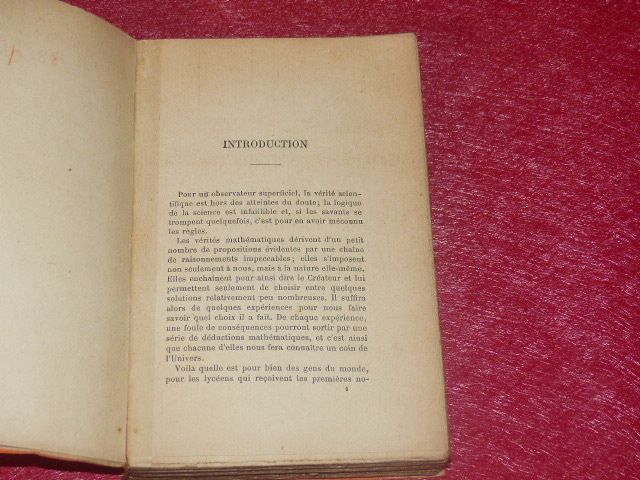 INTRODUCTION
Pour un observateur superficiel, la vérité scien-
tifique est hors des atteintes du doute; la logique
de la science est infaillible et, si les savants se
trompent quelquefois, c'est pour en avoir méconnu
les règles.
Les vérités mathématiques dérivent d'un petit
nombre de propositions évidentes par une chaîne
de raisonnements impeccables; elles s'imposent
non seulement à nous, mais à la nature elle-même.
Elles enchaînent pour ainsi dire le Créateur et lui
permettent seulement de choisir entre quelques
solutions relativement peu nombreuses. Il suffira
alors de quelques expériences pour nous faire
savoir quel choix il a fait. De chaque expérience,
une foule de conséquences pourront sortir par une
série de déductions mathématiques, et c'est ainsi
que chacune d'elles nous fera connaître un coin de
l'Univers.
Voilà quelle est pour bien des gens du monde,
pour les lycéens qui reçoivent les premières no-